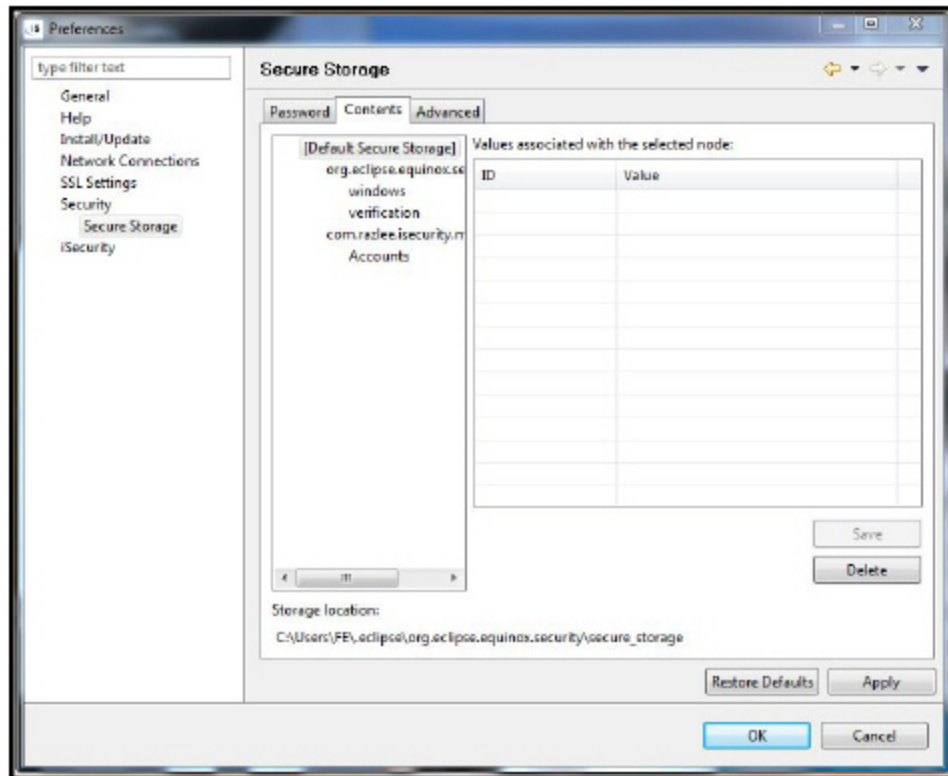 iS Preferences
type filter text
General
Help
Install/Update
Network Connections
SSL Settings
Security
Secure Storage
iSecurity
Secure Storage
Password Contents Advanced
[Default Secure Storage]
org.eclipse.equinox.se
windows
verification
com.razlee.isecurity.m
Accounts
Values associated with the selected node:
ID Value
Save
Delete
Storage location:
C:\Users\FE\.eclipse\org.eclipse.equinox.security\secure_storage
Restore Defaults Apply
OK Cancel